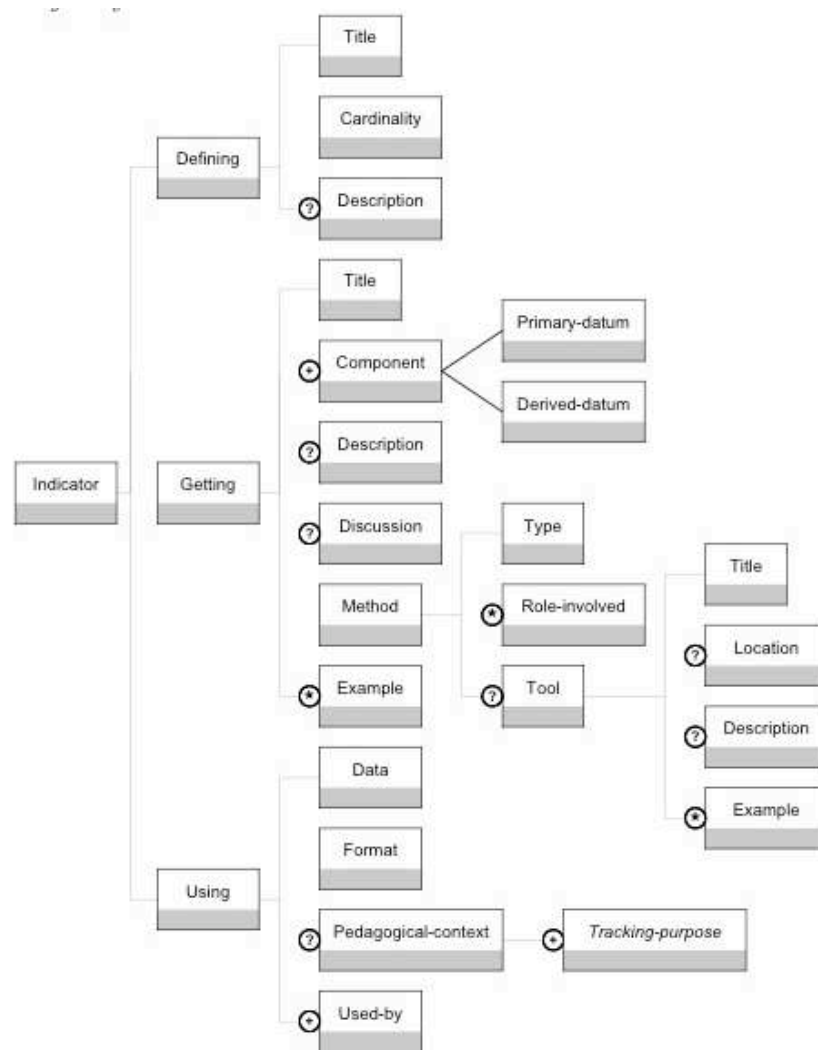 Title
Cardinality
Defining
? Description
Title
Primary-datum
+ Component
Derived-datum
? Description
Indicator
Getting
? Discussion
Type
Title
Method
* Role-involved
? Location
* Example
? Tool
? Description
Data
* Example
Format
Using
? Pedagogical-context
+ Tracking-purpose
+ Used-by